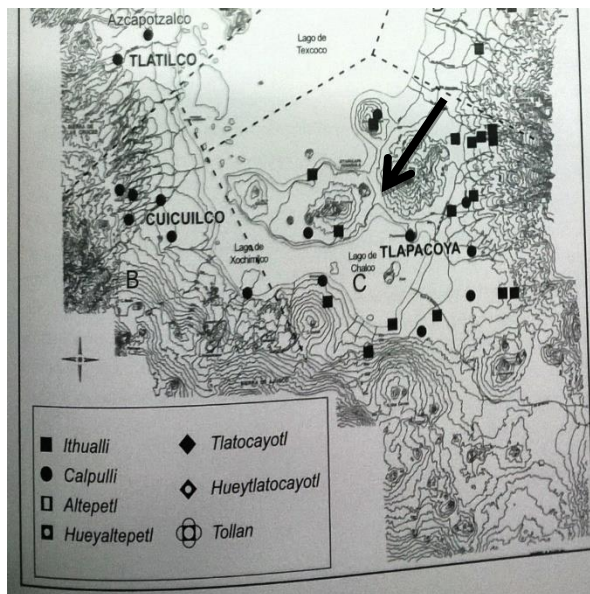 Azcapotzalco
TLATILCO
Lago de
Texcoco
CUICUILCO
Lago de
Xochimilco
Lago de
Chalco
TLAPACOYA
B
C
Ithualli
Calpulli
Altepetl
Hueyaltepetl
Tlatocayotl
Hueytlatocayotl
Tollan